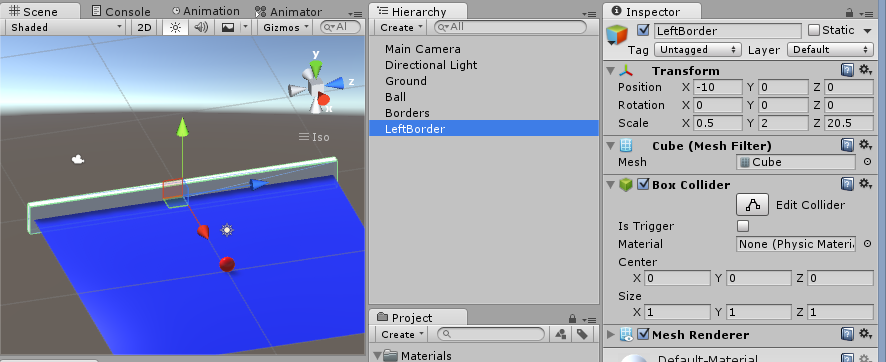 Scene Console Animation Animator
Shaded 2D Gizmos Al
y
z
x
Iso
Hierarchy
Create All
Main Camera
Directional Light
Ground
Ball
Borders
LeftBorder
Project
Create
Materials
Inspector
LeftBorder Static
Tag Untagged Layer Default
Transform
Position X -10 Y 0 Z 0
Rotation X 0 Y 0 Z 0
Scale X 0.5 Y 2 Z 20.5
Cube (Mesh Filter)
Mesh Cube
Box Collider
Edit Collider
Is Trigger
Material None (Physic Materi
Center
X 0 Y 0 Z 0
Size
X 1 Y 1 Z 1
Mesh Renderer
Default-Material